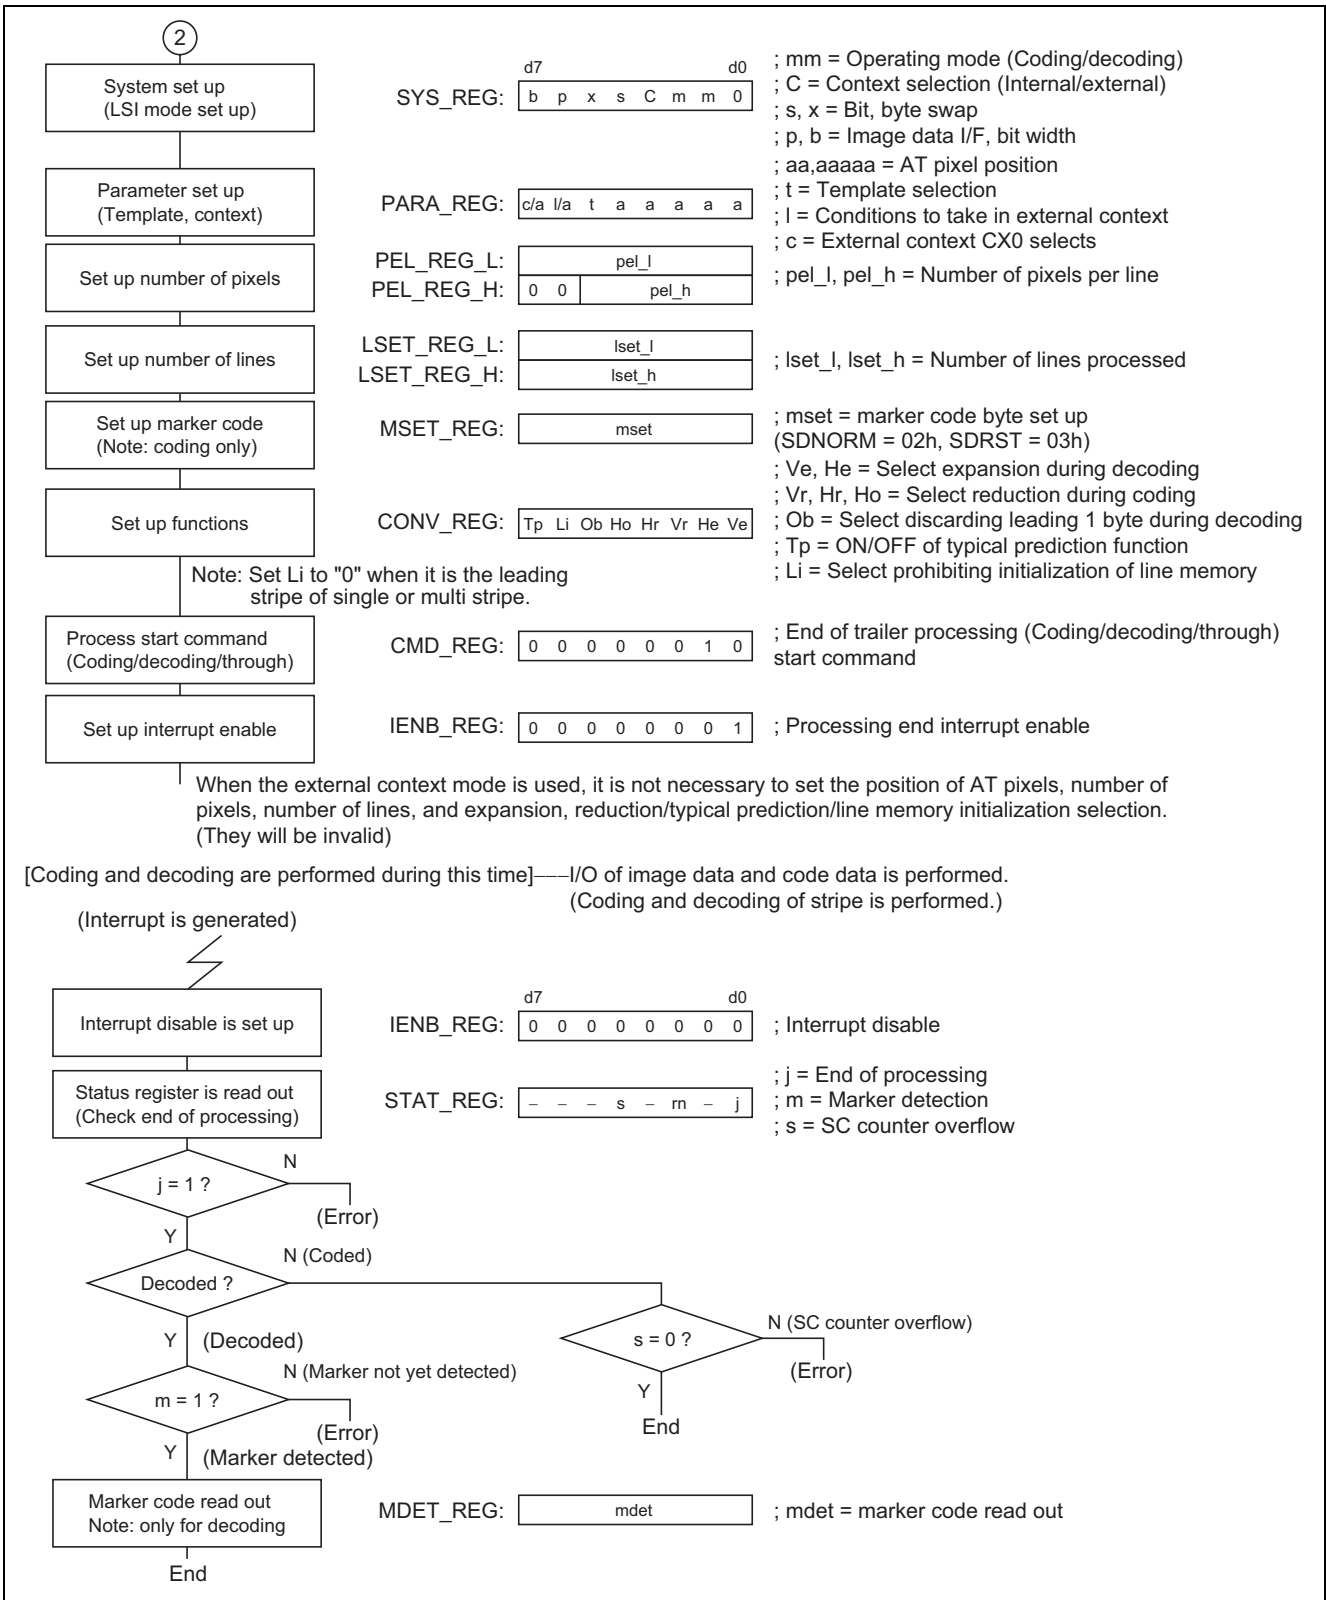 2
System set up
(LSI mode set up)
d7 d0
SYS_REG: b p x s C m m 0
; mm = Operating mode (Coding/decoding)
; C = Context selection (Internal/external)
; s, x = Bit, byte swap
; p, b = Image data I/F, bit width
Parameter set up
(Template, context)
PARA_REG: c/a l/a t a a a a a
; aa,aaaaa = AT pixel position
; t = Template selection
; l = Conditions to take in external context
; c = External context CX0 selects
Set up number of pixels
PEL_REG_L: pel_l
PEL_REG_H: 0 0 pel_h
; pel_l, pel_h = Number of pixels per line
Set up number of lines
LSET_REG_L: lset_l
LSET_REG_H: lset_h
; lset_l, lset_h = Number of lines processed
Set up marker code
(Note: coding only)
MSET_REG: mset
; mset = marker code byte set up
(SDNORM = 02h, SDRST = 03h)
Set up functions
CONV_REG: Tp Li Ob Ho Hr Vr He Ve
; Ve, He = Select expansion during decoding
; Vr, Hr, Ho = Select reduction during coding
; Ob = Select discarding leading 1 byte during decoding
; Tp = ON/OFF of typical prediction function
; Li = Select prohibiting initialization of line memory
Note: Set Li to "0" when it is the leading
stripe of single or multi stripe.
Process start command
(Coding/decoding/through)
CMD_REG: 0 0 0 0 0 0 1 0
; End of trailer processing (Coding/decoding/through)
start command
Set up interrupt enable
IENB_REG: 0 0 0 0 0 0 0 1
; Processing end interrupt enable
When the external context mode is used, it is not necessary to set the position of AT pixels, number of
pixels, number of lines, and expansion, reduction/typical prediction/line memory initialization selection.
(They will be invalid)
[Coding and decoding are performed during this time]−−−I/O of image data and code data is performed.
(Coding and decoding of stripe is performed.)
(Interrupt is generated)
Interrupt disable is set up
d7 d0
IENB_REG: 0 0 0 0 0 0 0 0
; Interrupt disable
Status register is read out
(Check end of processing)
STAT_REG: − − − s − rn − j
; j = End of processing
; m = Marker detection
; s = SC counter overflow
j = 1 ?
N
(Error)
Y
Decoded ?
N (Coded)
s = 0 ?
N (SC counter overflow)
(Error)
Y
End
Y (Decoded)
m = 1 ?
N (Marker not yet detected)
(Error)
Y (Marker detected)
Marker code read out
Note: only for decoding
MDET_REG: mdet
; mdet = marker code read out
End